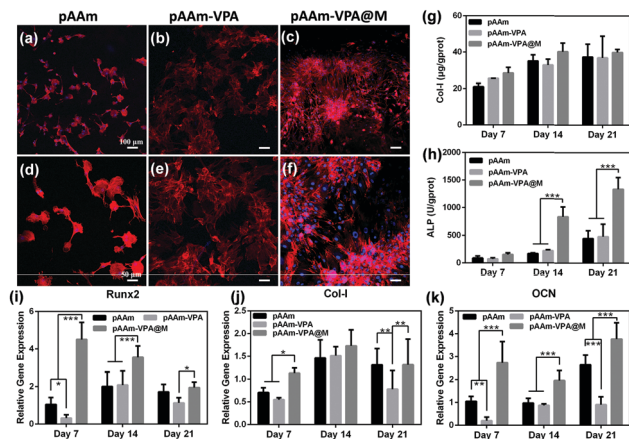 pAAm pAAm-VPA pAAm-VPA@M
(a) (b) (c)
100 μm
(d) (e) (f)
50 μm
(g)
Col-I (μg/gprot)
60
40
20
0
pAAm
pAAm-VPA
pAAm-VPA@M
Day 7 Day 14 Day 21
(h)
ALP (U/gprot)
2000
1500
1000
500
0
pAAm
pAAm-VPA
pAAm-VPA@M
*** ***
Day 7 Day 14 Day 21
(i) Runx2
Relative Gene Expression
6
4
2
0
pAAm pAAm-VPA
pAAm-VPA@M
* *** *** *
Day 7 Day 14 Day 21
(j) Col-I
Relative Gene Expression
2.5
2.0
1.5
1.0
0.5
0.0
pAAm pAAm-VPA
pAAm-VPA@M
* ** **
Day 7 Day 14 Day 21
(k) OCN
Relative Gene Expression
5
4
3
2
1
0
pAAm pAAm-VPA
pAAm-VPA@M
** *** *** *** ***
Day 7 Day 14 Day 21